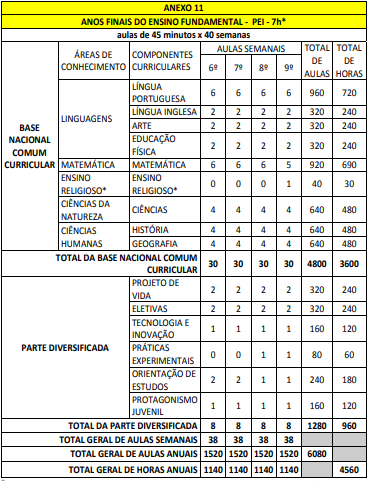 ANEXO 11
ANOS FINAIS DO ENSINO FUNDAMENTAL - PEI - 7h*
aulas de 45 minutos x 40 semanas
ÁREAS DE CONHECIMENTO COMPONENTES CURRICULARES AULAS SEMANAIS TOTAL DE AULAS TOTAL DE HORAS
6º 7º 8º 9º
BASE NACIONAL COMUM CURRICULAR
LINGUAGENS
LÍNGUA PORTUGUESA 6 6 6 6 960 720
LÍNGUA INGLESA 2 2 2 2 320 240
ARTE 2 2 2 2 320 240
EDUCAÇÃO FÍSICA 2 2 2 2 320 240
MATEMÁTICA MATEMÁTICA 6 6 6 5 920 690
ENSINO RELIGIOSO* ENSINO RELIGIOSO* 0 0 0 1 40 30
CIÊNCIAS DA NATUREZA CIÊNCIAS 4 4 4 4 640 480
CIÊNCIAS HUMANAS HISTÓRIA 4 4 4 4 640 480
GEOGRAFIA 4 4 4 4 640 480
TOTAL DA BASE NACIONAL COMUM CURRICULAR 30 30 30 30 4800 3600
PARTE DIVERSIFICADA
PROJETO DE VIDA 2 2 2 2 320 240
ELETIVAS 2 2 2 2 320 240
TECNOLOGIA E INOVAÇÃO 1 1 1 1 160 120
PRÁTICAS EXPERIMENTAIS 0 0 1 1 80 60
ORIENTAÇÃO DE ESTUDOS 2 2 1 1 240 180
PROTAGONISMO JUVENIL 1 1 1 1 160 120
TOTAL DA PARTE DIVERSIFICADA 8 8 8 8 1280 960
TOTAL GERAL DE AULAS SEMANAIS 38 38 38 38
TOTAL GERAL DE AULAS ANUAIS 1520 1520 1520 1520 6080
TOTAL GERAL DE HORAS ANUAIS 1140 1140 1140 1140 4560